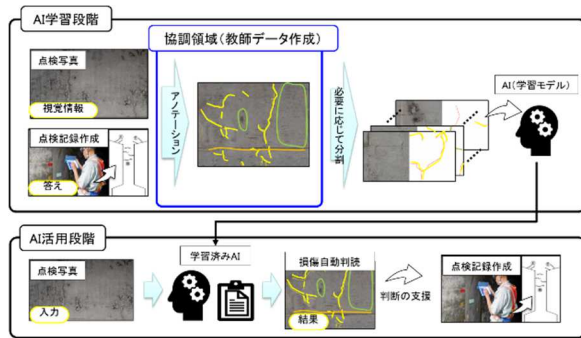 AI学習段階
協調領域（教師データ作成）
点検写真
視覚情報
点検記録作成
答え
アノテーション
必要に応じて分割
AI（学習モデル）
AI活用段階
点検写真
入力
学習済みAI
損傷自動判読
結果
判断の支援
点検記録作成